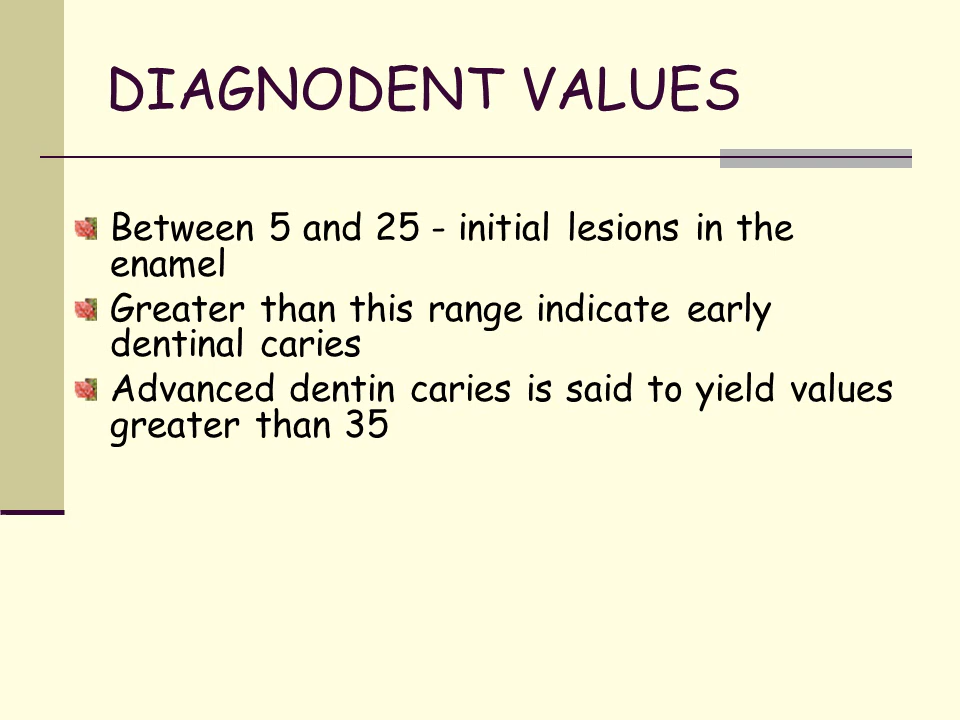 DIAGNODENT VALUES
Between 5 and 25 - initial lesions in the
enamel
Greater than this range indicate early
dentinal caries
Advanced dentin caries is said to yield values
greater than 35